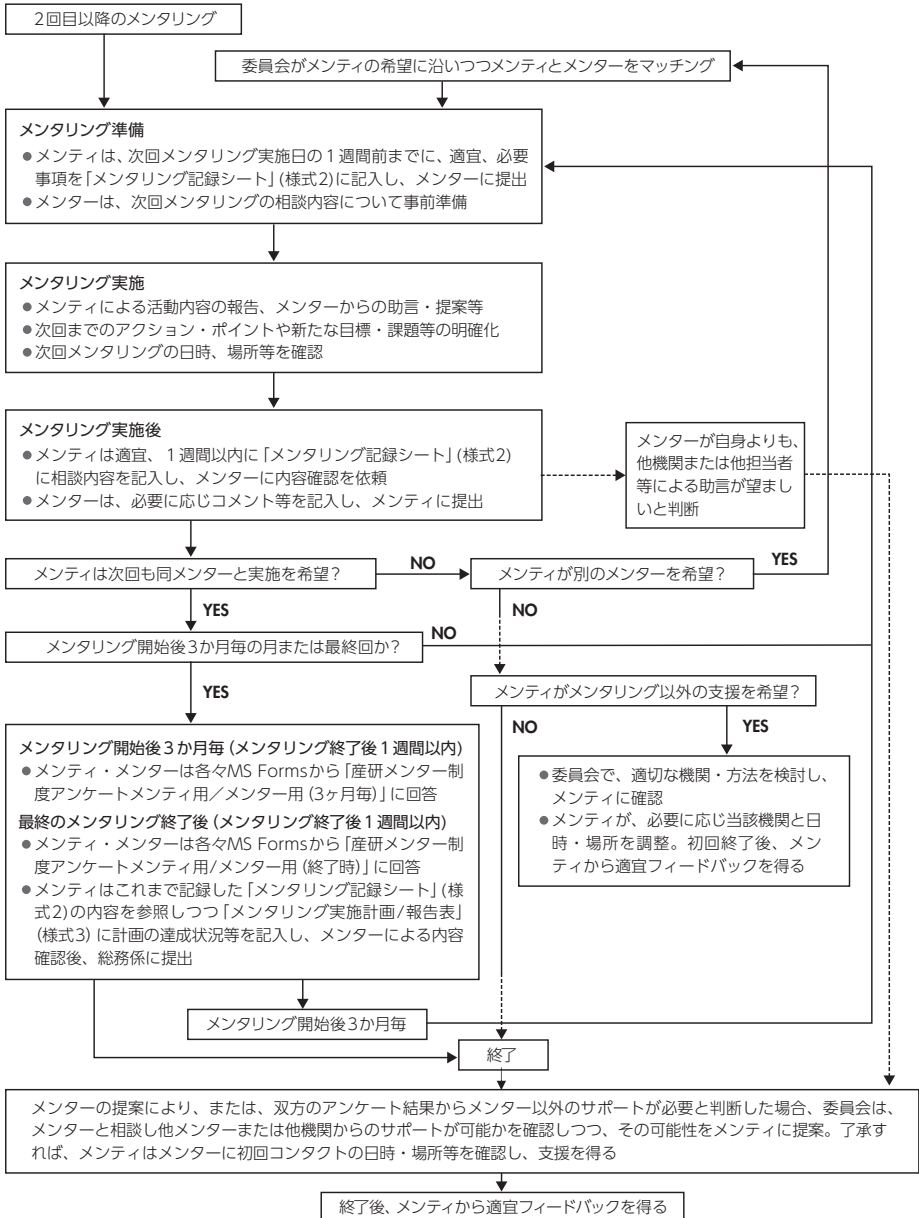 2回目以降のメンタリング
委員会がメンティの希望に沿いつつメンティとメンターをマッチング
メンタリング準備
●メンティは、次回メンタリング実施日の1週間前までに、適宜、必要
事項を「メンタリング記録シート」(様式2)に記入し、メンターに提出
●メンターは、次回メンタリングの相談内容について事前準備
メンタリング実施
●メンティによる活動内容の報告、メンターからの助言・提案等
●次回までのアクション・ポイントや新たな目標・課題等の明確化
●次回メンタリングの日時、場所等を確認
メンタリング実施後
●メンティは適宜、1週間以内に「メンタリング記録シート」(様式2)
に相談内容を記入し、メンターに内容確認を依頼
●メンターは、必要に応じコメント等を記入し、メンティに提出
メンターが自身よりも、
他機関または他担当者
等による助言が望まし
いと判断
メンティは次回も同メンターと実施を希望?
NO
メンティが別のメンターを希望?
YES
YES
NO
メンタリング開始後3か月毎の月または最終回か?
NO
YES
メンティがメンタリング以外の支援を希望?
NO
YES
メンタリング開始後3か月毎(メンタリング終了後1週間以内)
●メンティ・メンターは各々MS Formsから「産研メンター制
度アンケートメンティ用/メンター用(3ヶ月毎)」に回答
最終のメンタリング終了後(メンタリング終了後1週間以内)
●メンティ・メンターは各々MS Formsから「産研メンター制
度アンケートメンティ用/メンター用(終了時)」に回答
●メンティはこれまで記録した「メンタリング記録シート」(様
式2)の内容を参照しつつ「メンタリング実施計画/報告表」
(様式3)に計画の達成状況等を記入し、メンターによる内容
確認後、総務係に提出
●委員会で、適切な機関・方法を検討し、
メンティに確認
●メンティが、必要に応じ当該機関と日
時・場所を調整。初回終了後、メン
ティから適宜フィードバックを得る
メンタリング開始後3か月毎
終了
メンターの提案により、または、双方のアンケート結果からメンター以外のサポートが必要と判断した場合、委員会は、
メンターと相談し他メンターまたは他機関からのサポートが可能かを確認しつつ、その可能性をメンティに提案。了承す
れば、メンティはメンターに初回コンタクトの日時・場所等を確認し、支援を得る
終了後、メンティから適宜フィードバックを得る